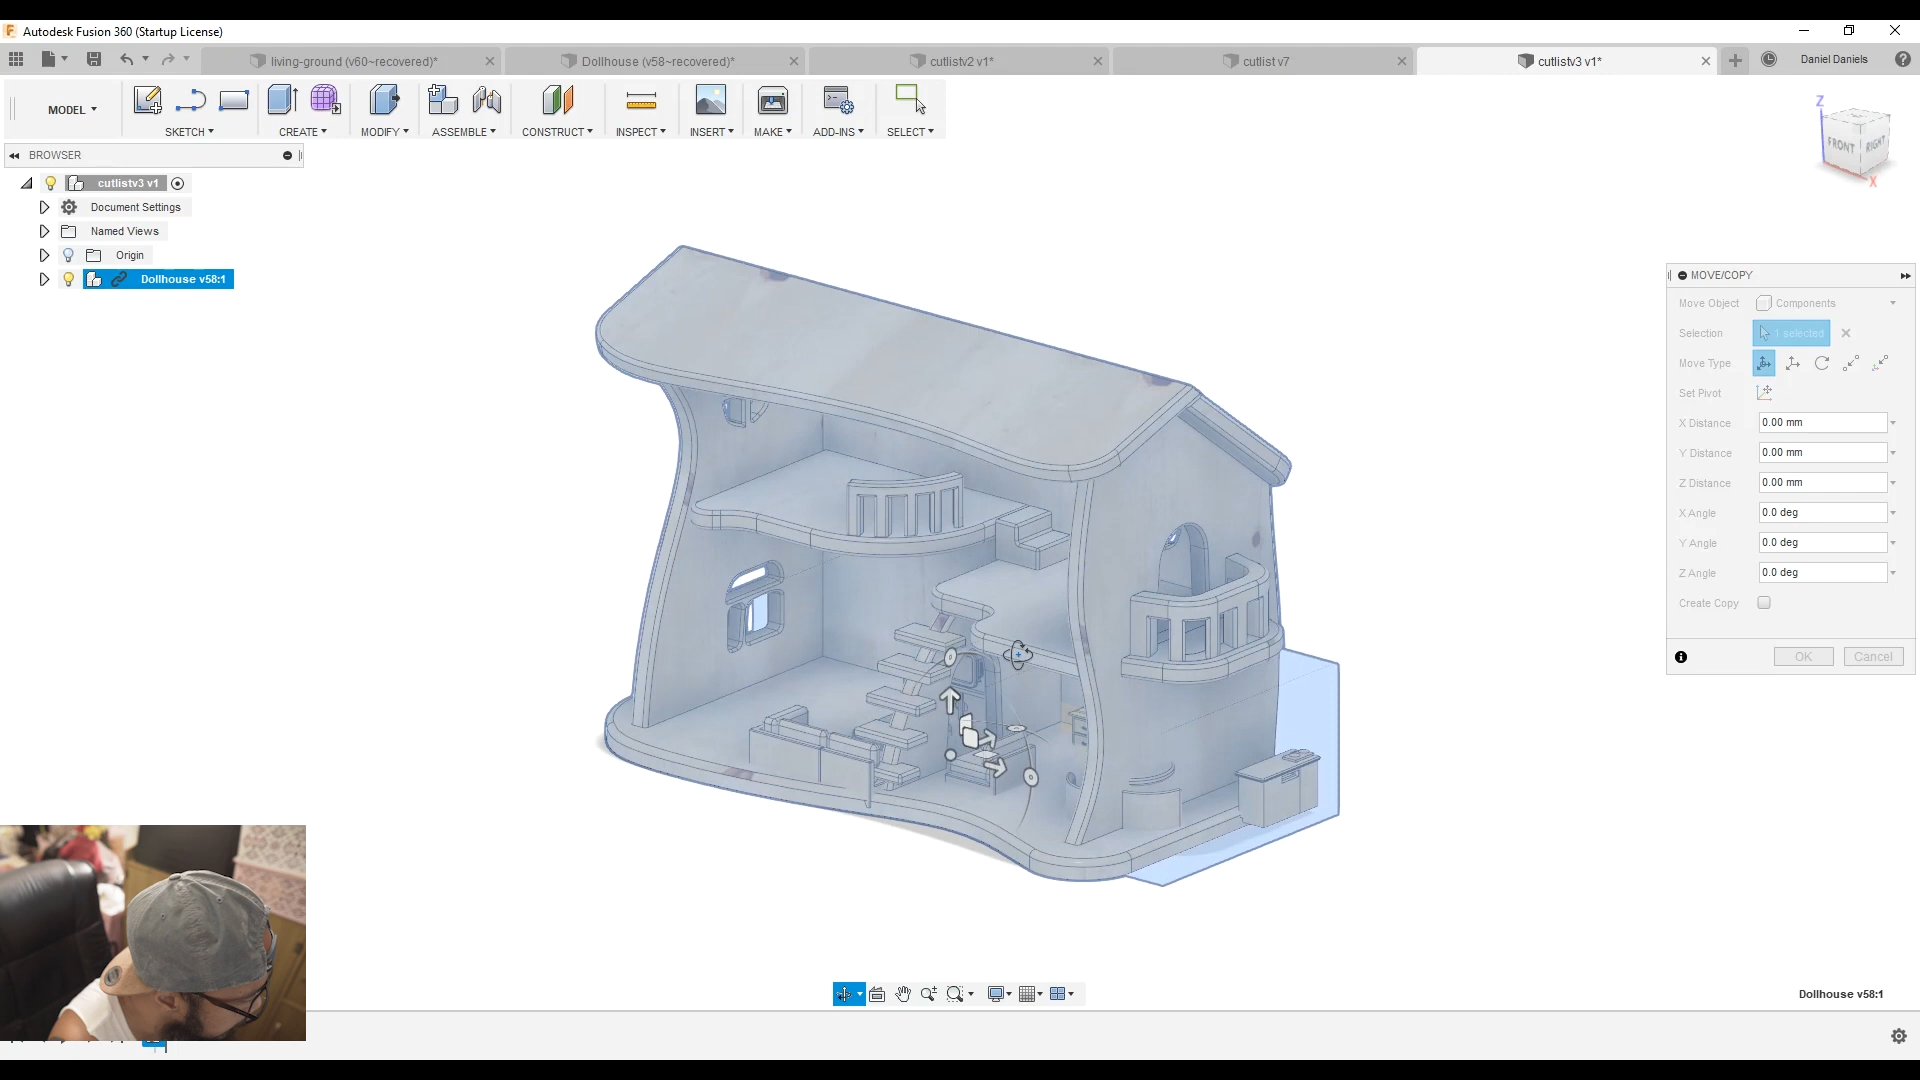 Autodesk Fusion 360 (Startup License)
living-ground (v60~recovered)*
Dollhouse (v58~recovered)*
cutlistv2 v1*
cutlist v7
cutlistv3 v1*
Daniel Daniels
MODEL
SKETCH
CREATE
MODIFY
ASSEMBLE
CONSTRUCT
INSPECT
INSERT
MAKE
ADD-INS
SELECT
BROWSER
cutlistv3 v1
Document Settings
Named Views
Origin
Dollhouse v58:1
Z
FRONT
RIGHT
X
MOVE/COPY
Move Object Components
Selection 1 selected
Move Type
Set Pivot
X Distance 0.00 mm
Y Distance 0.00 mm
Z Distance 0.00 mm
X Angle 0.0 deg
Y Angle 0.0 deg
Z Angle 0.0 deg
Create Copy
OK Cancel
Dollhouse v58:1